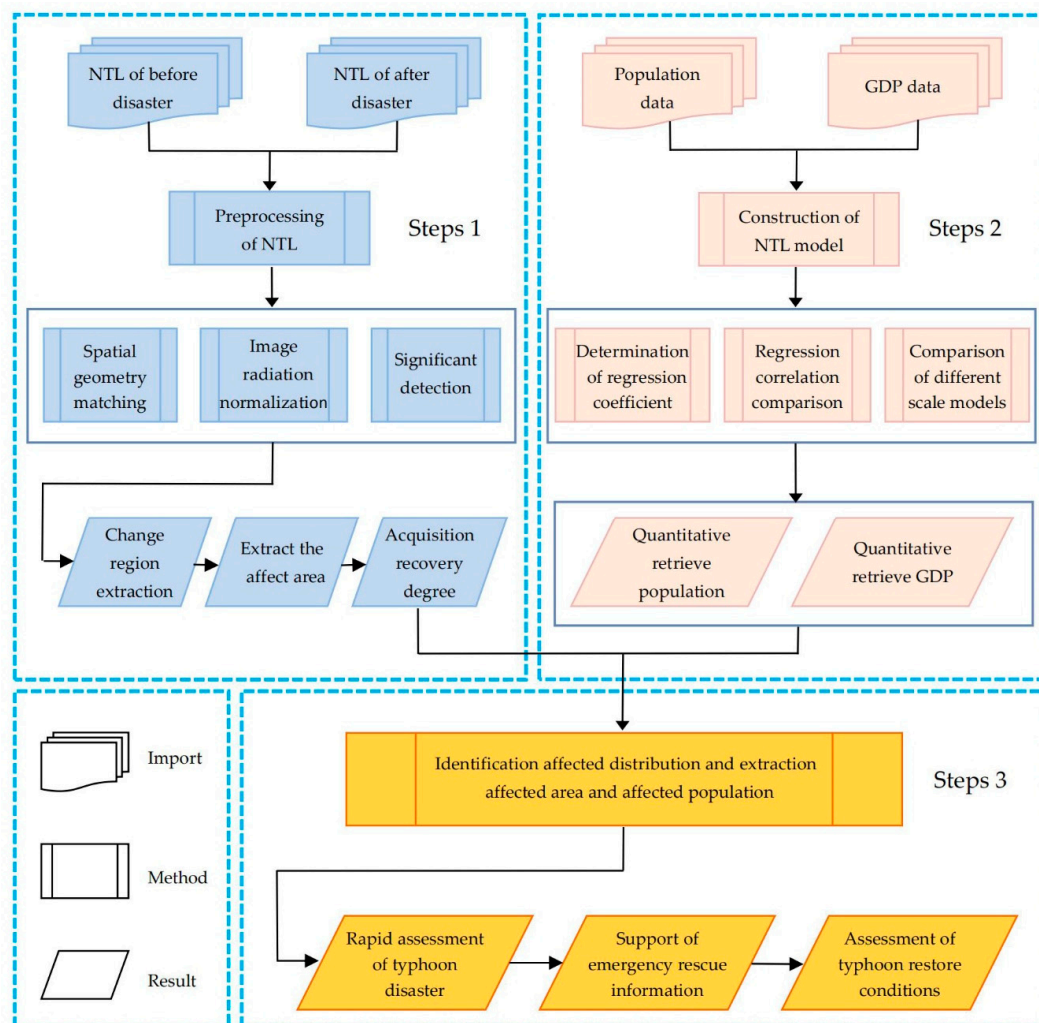 NTL of before
disaster
NTL of after
disaster
Preprocessing
of NTL
Steps 1
Spatial
geometry
matching
Image
radiation
normalization
Significant
detection
Change
region
extraction
Extract the
affect area
Acquisition
recovery
degree
Population
data
GDP data
Construction of
NTL model
Steps 2
Determination
of regression
coefficient
Regression
correlation
comparison
Comparison
of different
scale models
Quantitative
retrieve
population
Quantitative
retrieve GDP
Import
Method
Result
Identification affected distribution and extraction
affected area and affected population
Steps 3
Rapid assessment
of typhoon
disaster
Support of
emergency rescue
information
Assessment of
typhoon restore
conditions